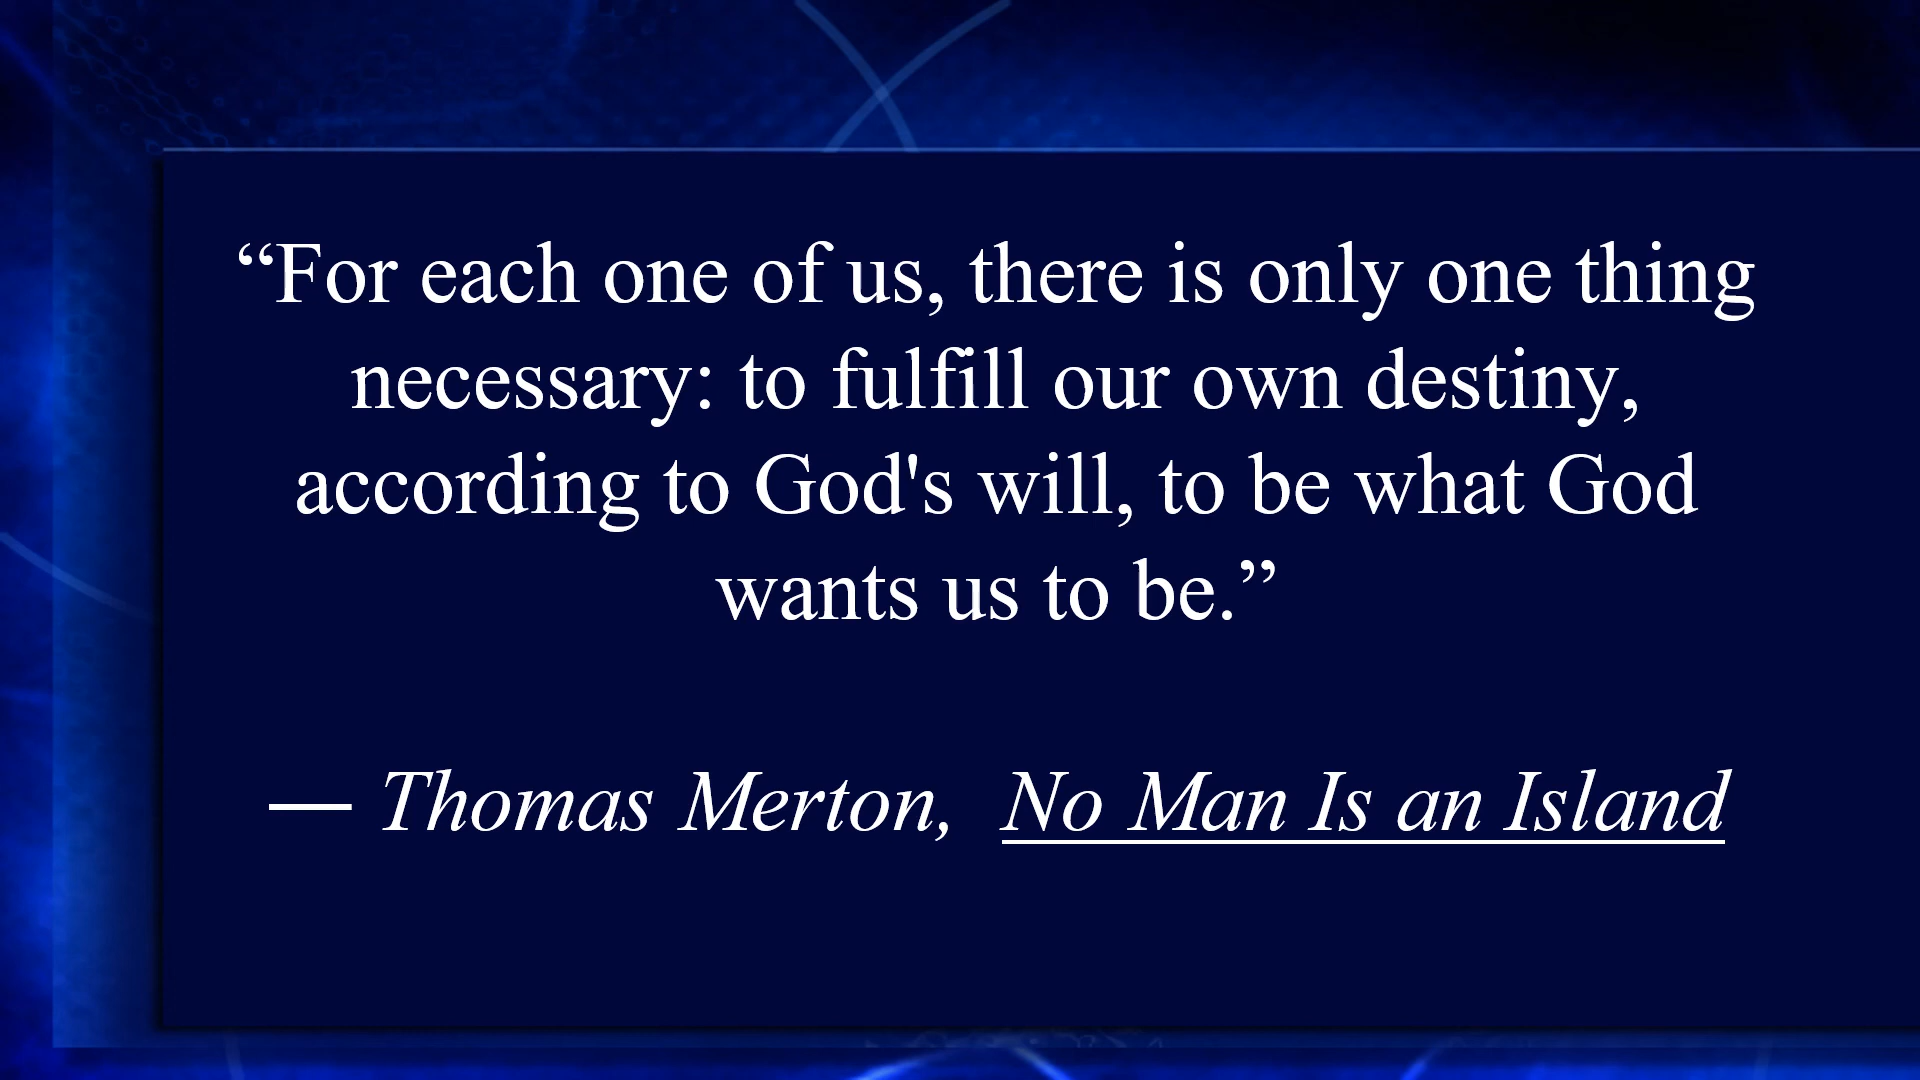 “For each one of us, there is only one thing
necessary: to fulfill our own destiny,
according to God's will, to be what God
wants us to be.”
— Thomas Merton, No Man Is an Island